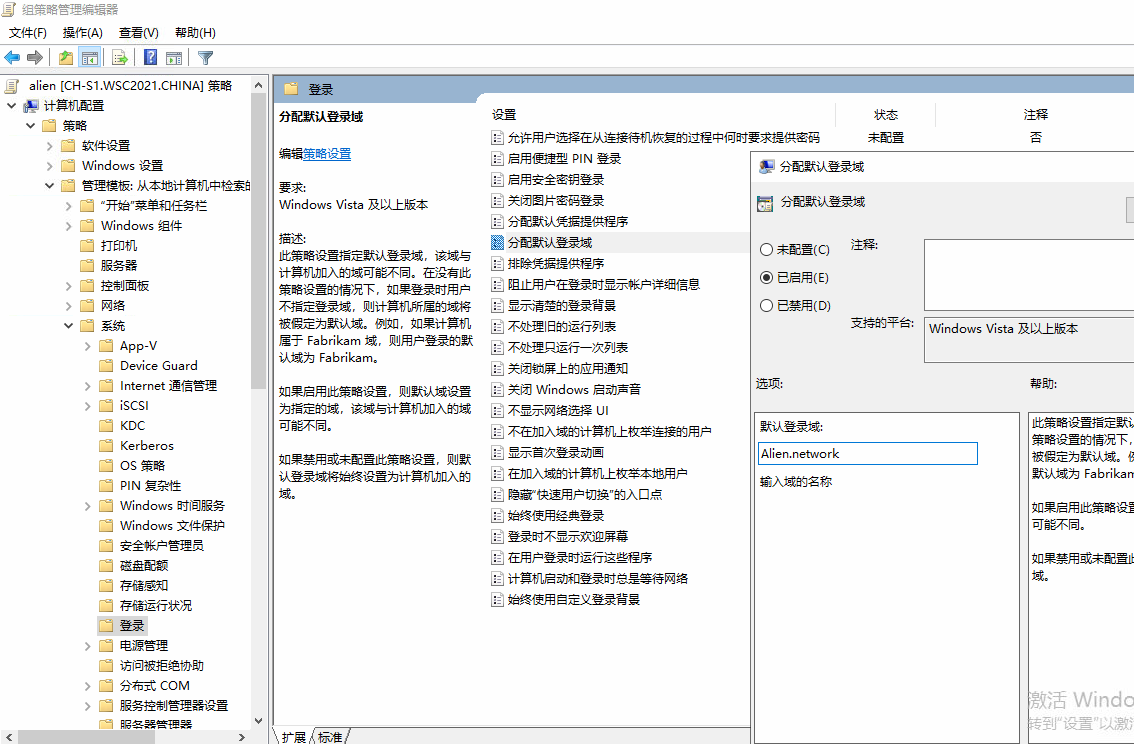 组策略管理编辑器
文件(F) 操作(A) 查看(V) 帮助(H)
alien [CH-S1.WSC2021.CHINA] 策略
计算机配置
策略
软件设置
Windows 设置
管理模板: 从本地计算机中检索的
“开始”菜单和任务栏
Windows 组件
打印机
服务器
控制面板
网络
系统
App-V
Device Guard
Internet 通信管理
iSCSI
KDC
Kerberos
OS 策略
PIN 复杂性
Windows 时间服务
Windows 文件保护
安全帐户管理员
磁盘配额
存储感知
存储运行状况
登录
电源管理
访问被拒绝协助
分布式 COM
服务控制管理器设置
服务器管理器
登录
分配默认登录域
编辑策略设置
要求:
Windows Vista 及以上版本
描述:
此策略设置指定默认登录域，该域与
计算机加入的域可能不同。在没有此
策略设置的情况下，如果登录时用户
不指定登录域，则计算机所属的域将
被假定为默认域。例如，如果计算机
属于 Fabrikam 域，则用户登录的默
认域为 Fabrikam。
如果启用此策略设置，则默认域设置
为指定的域，该域与计算机加入的域
可能不同。
如果禁用或未配置此策略设置，则默
认登录域将始终设置为计算机加入的
域。
设置 状态 注释
允许用户选择在从连接待机恢复的过程中何时要求提供密码 未配置 否
启用便捷型 PIN 登录
启用安全密钥登录
关闭图片密码登录
分配默认凭据提供程序
分配默认登录域
排除凭据提供程序
阻止用户在登录时显示帐户详细信息
显示清楚的登录背景
不处理旧的运行列表
不处理只运行一次列表
关闭锁屏上的应用通知
关闭 Windows 启动声音
不显示网络选择 UI
不在加入域的计算机上枚举连接的用户
显示首次登录动画
在加入域的计算机上枚举本地用户
隐藏“快速用户切换”的入口点
始终使用经典登录
登录时不显示欢迎屏幕
在用户登录时运行这些程序
计算机启动和登录时总是等待网络
始终使用自定义登录背景
扩展 标准
分配默认登录域
分配默认登录域
未配置(C) 注释:
已启用(E)
已禁用(D)
支持的平台: Windows Vista 及以上版本
选项: 帮助:
默认登录域:
Alien.network
输入域的名称
此策略设置指定默认
策略设置的情况下，
被假定为默认域。例
默认域为 Fabrikam
如果启用此策略设置
可能不同。
如果禁用或未配置此
域。
激活 Windo
转到“设置”以激活